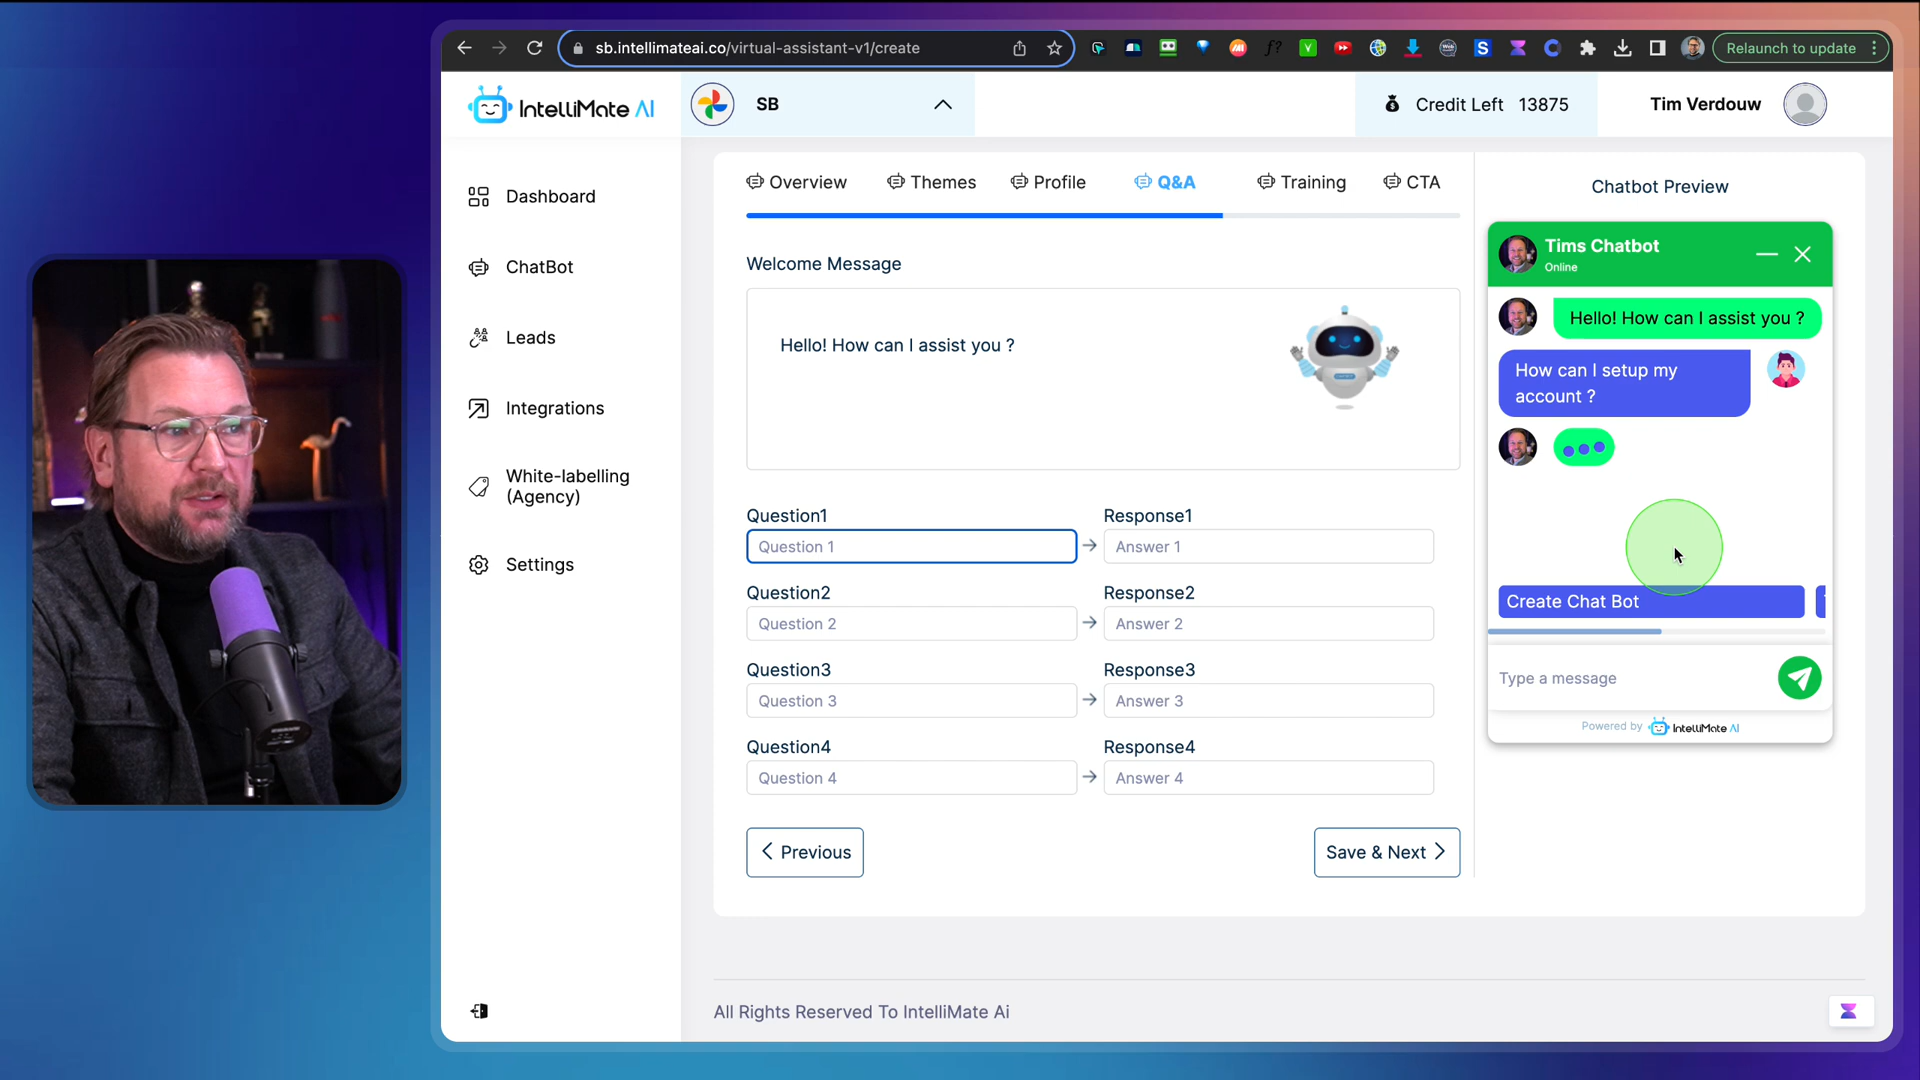 sb.intellimateai.co/virtual-assistant-v1/create
Relaunch to update
IntelliMate AI
SB
Credit Left 13875
Tim Verdouw
Dashboard
ChatBot
Leads
Integrations
White-labelling
(Agency)
Settings
Overview
Themes
Profile
Q&A
Training
CTA
Welcome Message
Hello! How can I assist you ?
Question1
Response1
Question 1
Answer 1
Question2
Response2
Question 2
Answer 2
Question3
Response3
Question 3
Answer 3
Question4
Response4
Question 4
Answer 4
Previous
Save & Next
Chatbot Preview
Tims Chatbot
Online
Hello! How can I assist you ?
How can I setup my
account ?
Create Chat Bot
Type a message
Powered by IntelliMate AI
All Rights Reserved To IntelliMate Ai